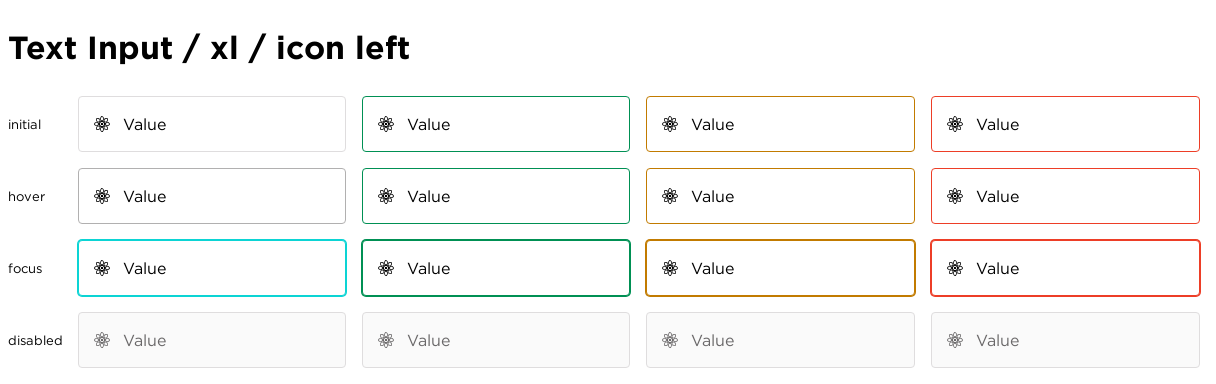 Text Input / xl / icon left
initial Value Value Value Value
hover Value Value Value Value
focus Value Value Value Value
disabled Value Value Value Value